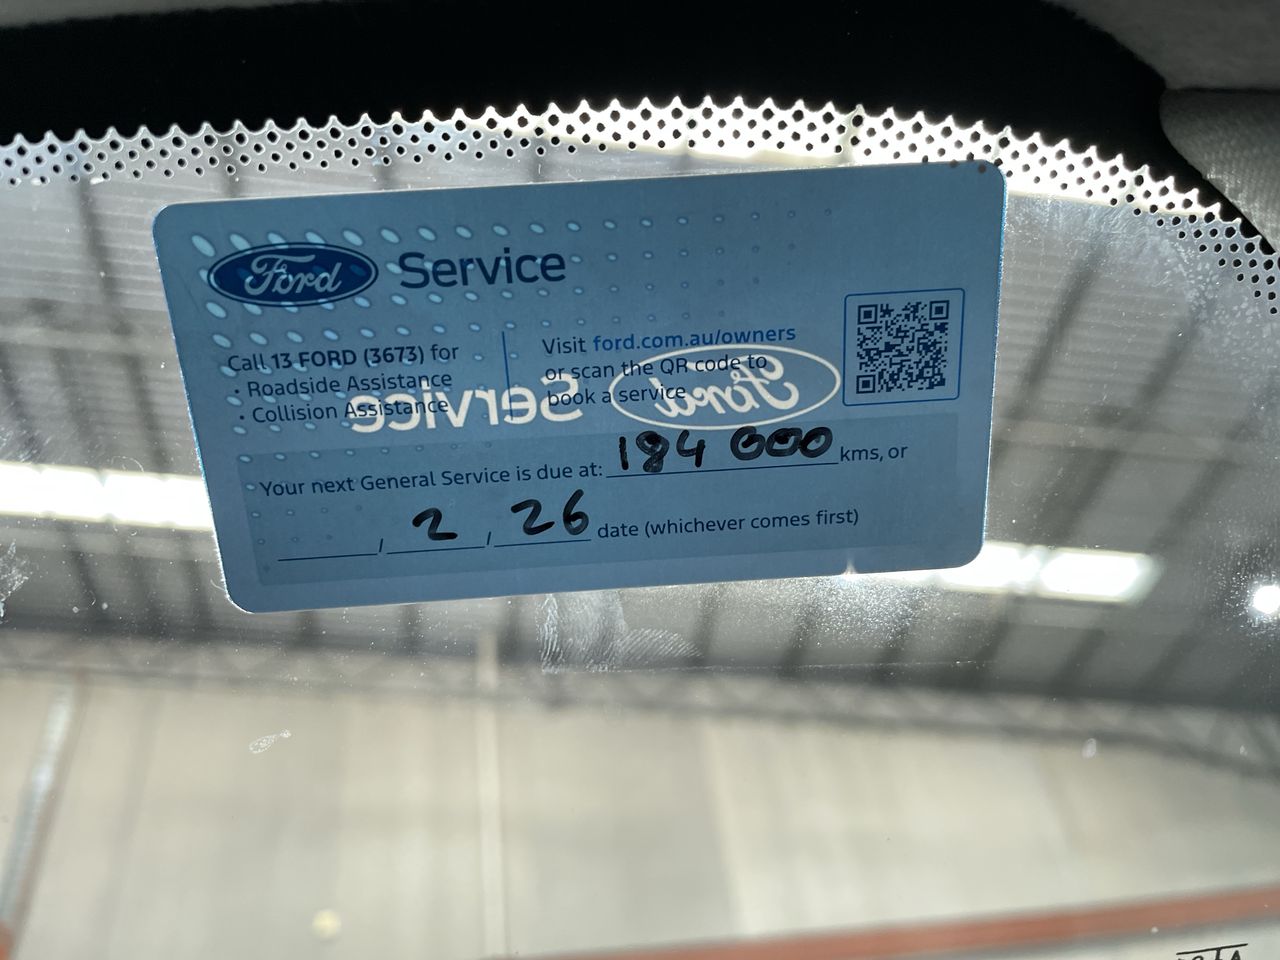 Ford Service
Call 13 FORD (3673) for
· Roadside Assistance
· Collision Assistance
Visit ford.com.au/owners
or scan the QR code to
book a service
Ford Service
Your next General Service is due at: 184 000 kms, or
/ 2 / 26 date (whichever comes first)